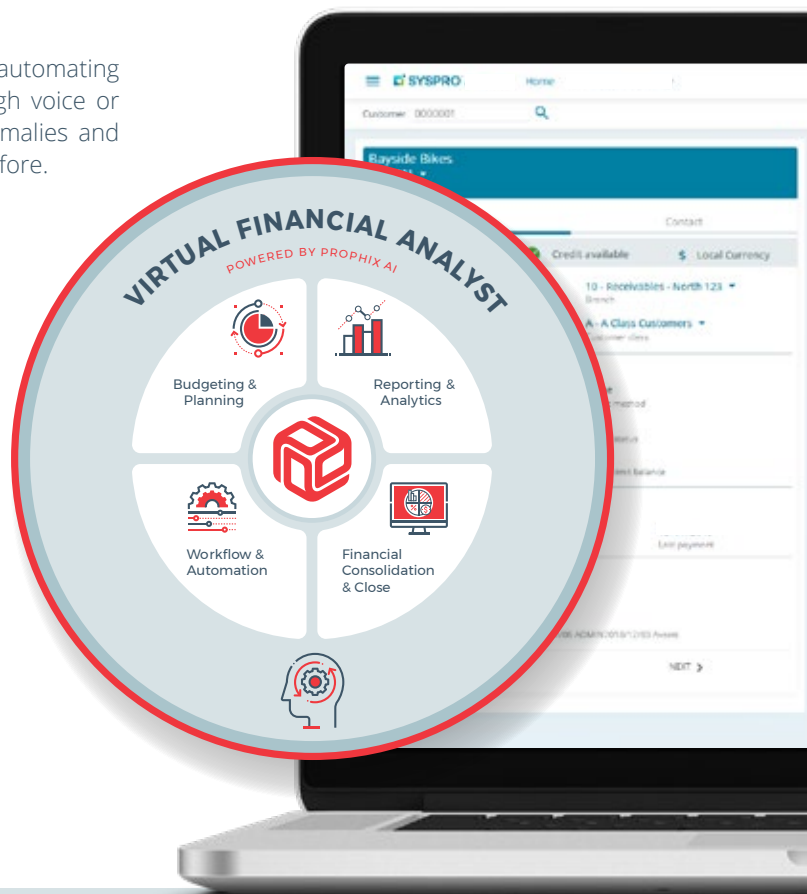 automating
gh voice or
malies and
fore.
SYSPRO
Home
Customer 0000001
Bayside Bikes
Contact
Credit available
$ Local Currency
10 - Receivables - North 123
Branch
A - A Class Customers
Customer class
method
status
balance
Last payment
NEXT
VIRTUAL FINANCIAL ANALYST
POWERED BY PROPHIX AI
Budgeting &
Planning
Reporting &
Analytics
Workflow &
Automation
Financial
Consolidation
& Close